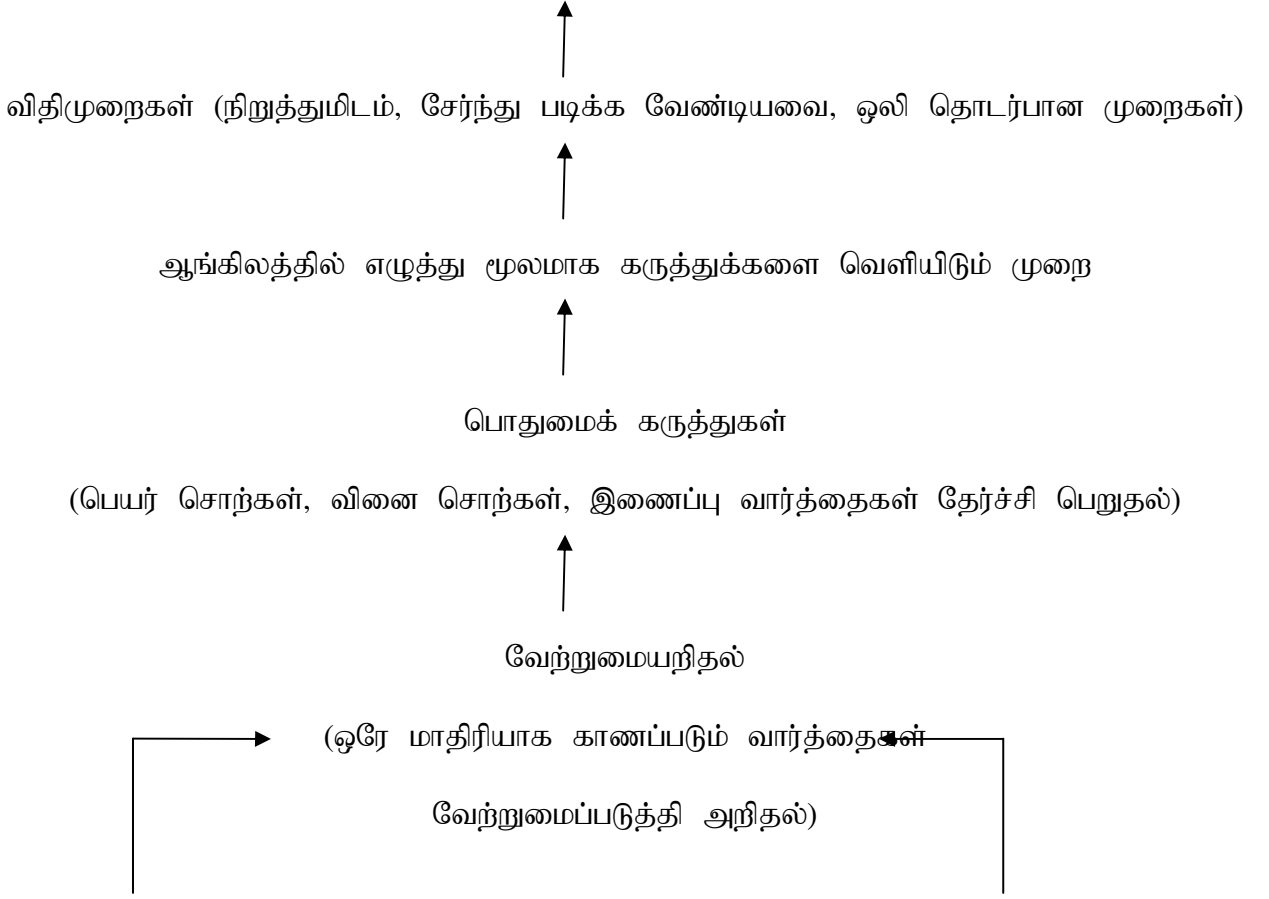 விதிமுறைகள் (நிறுத்துமிடம், சேர்ந்து படிக்க வேண்டியவை, ஒலி தொடர்பான முறைகள்)
ஆங்கிலத்தில் எழுத்து மூலமாக கருத்துக்களை வெளியிடும் முறை
பொதுமைக் கருத்துகள்
(பெயர் சொற்கள், வினை சொற்கள், இணைப்பு வார்த்தைகள் தேர்ச்சி பெறுதல்)
வேற்றுமையறிதல்
(ஒரே மாதிரியாக காணப்படும் வார்த்தைகள்
வேற்றுமைப்படுத்தி அறிதல்)